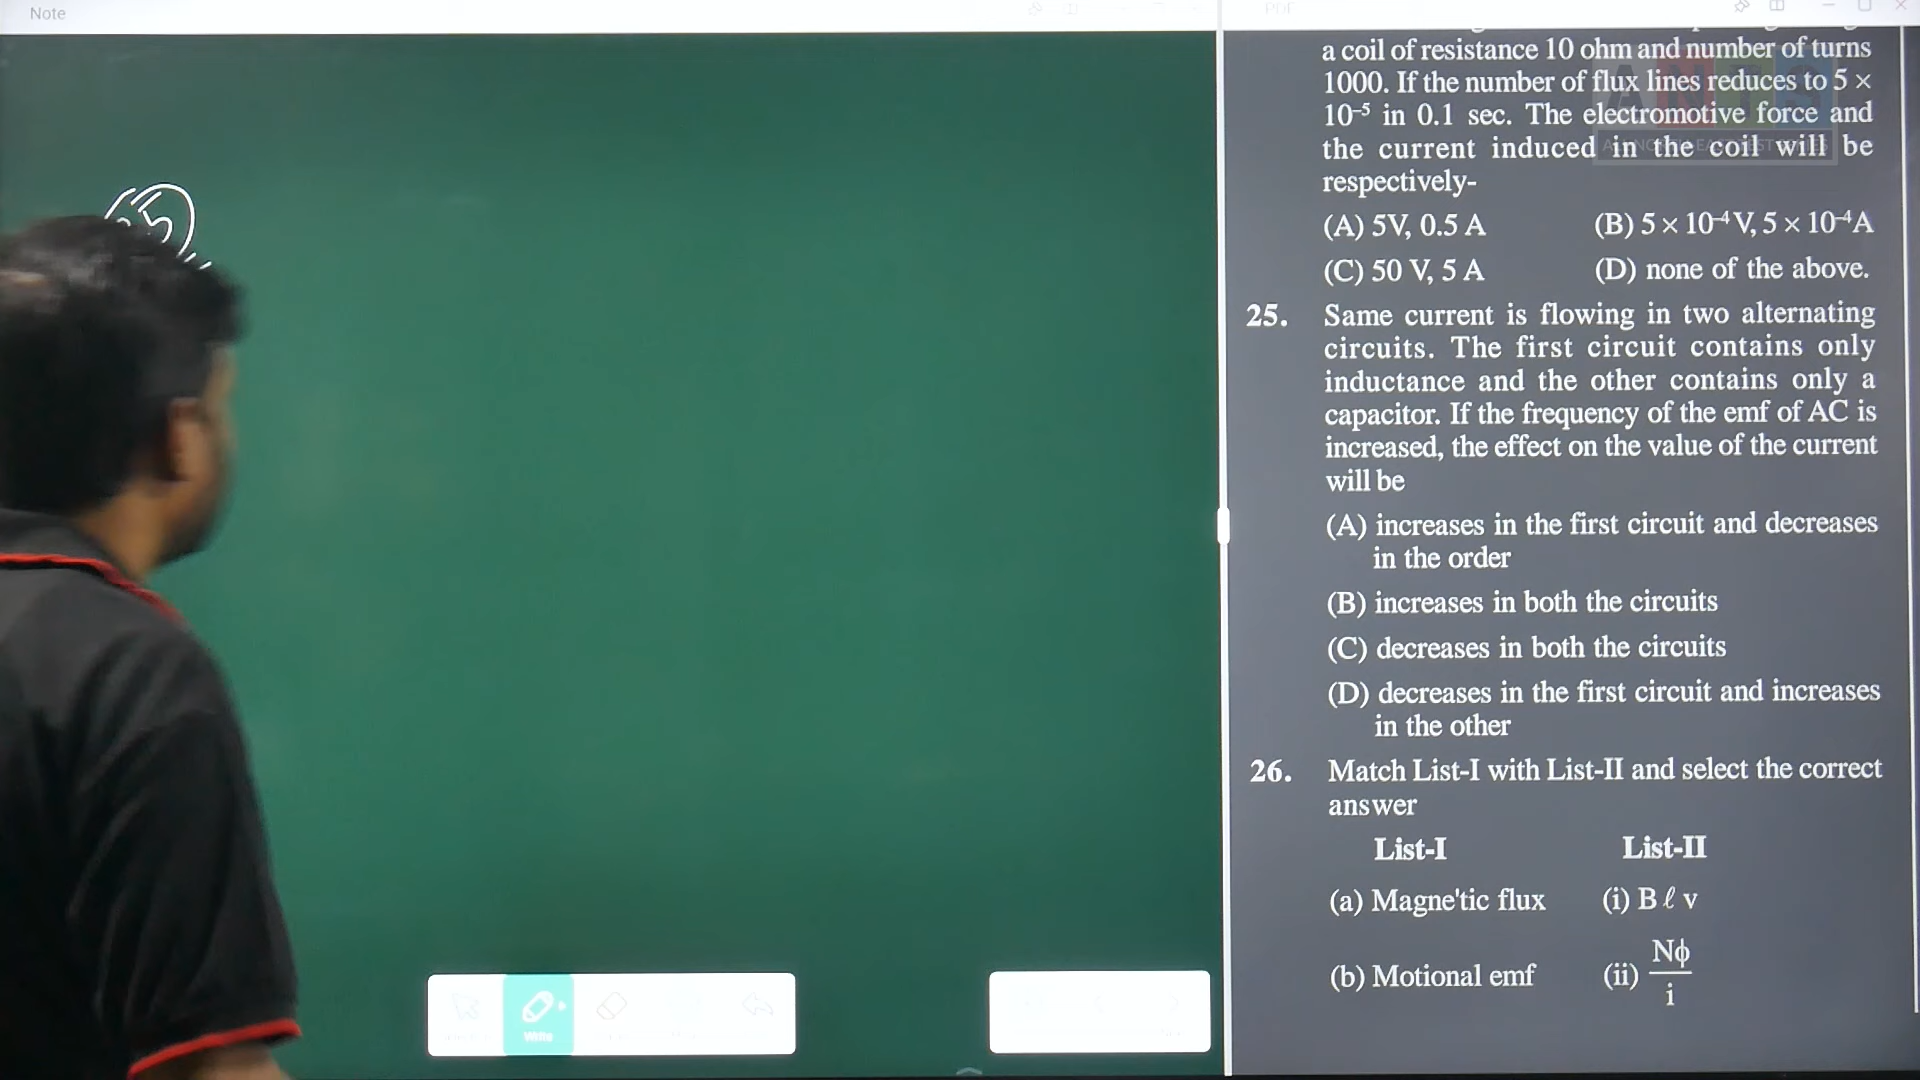 Note
PDF
a coil of resistance 10 ohm and number of turns
1000. If the number of flux lines reduces to 5 ×
10⁻⁵ in 0.1 sec. The electromotive force and
the current induced in the coil will be
respectively-
(A) 5V, 0.5 A (B) 5 × 10⁻⁴ V, 5 × 10⁻⁴A
(C) 50 V, 5 A (D) none of the above.
25. Same current is flowing in two alternating
circuits. The first circuit contains only
inductance and the other contains only a
capacitor. If the frequency of the emf of AC is
increased, the effect on the value of the current
will be
(A) increases in the first circuit and decreases
in the order
(B) increases in both the circuits
(C) decreases in both the circuits
(D) decreases in the first circuit and increases
in the other
26. Match List-I with List-II and select the correct
answer
List-I List-II
(a) Magne'tic flux (i) B ℓ v
(b) Motional emf (ii) Nϕ/i
Write